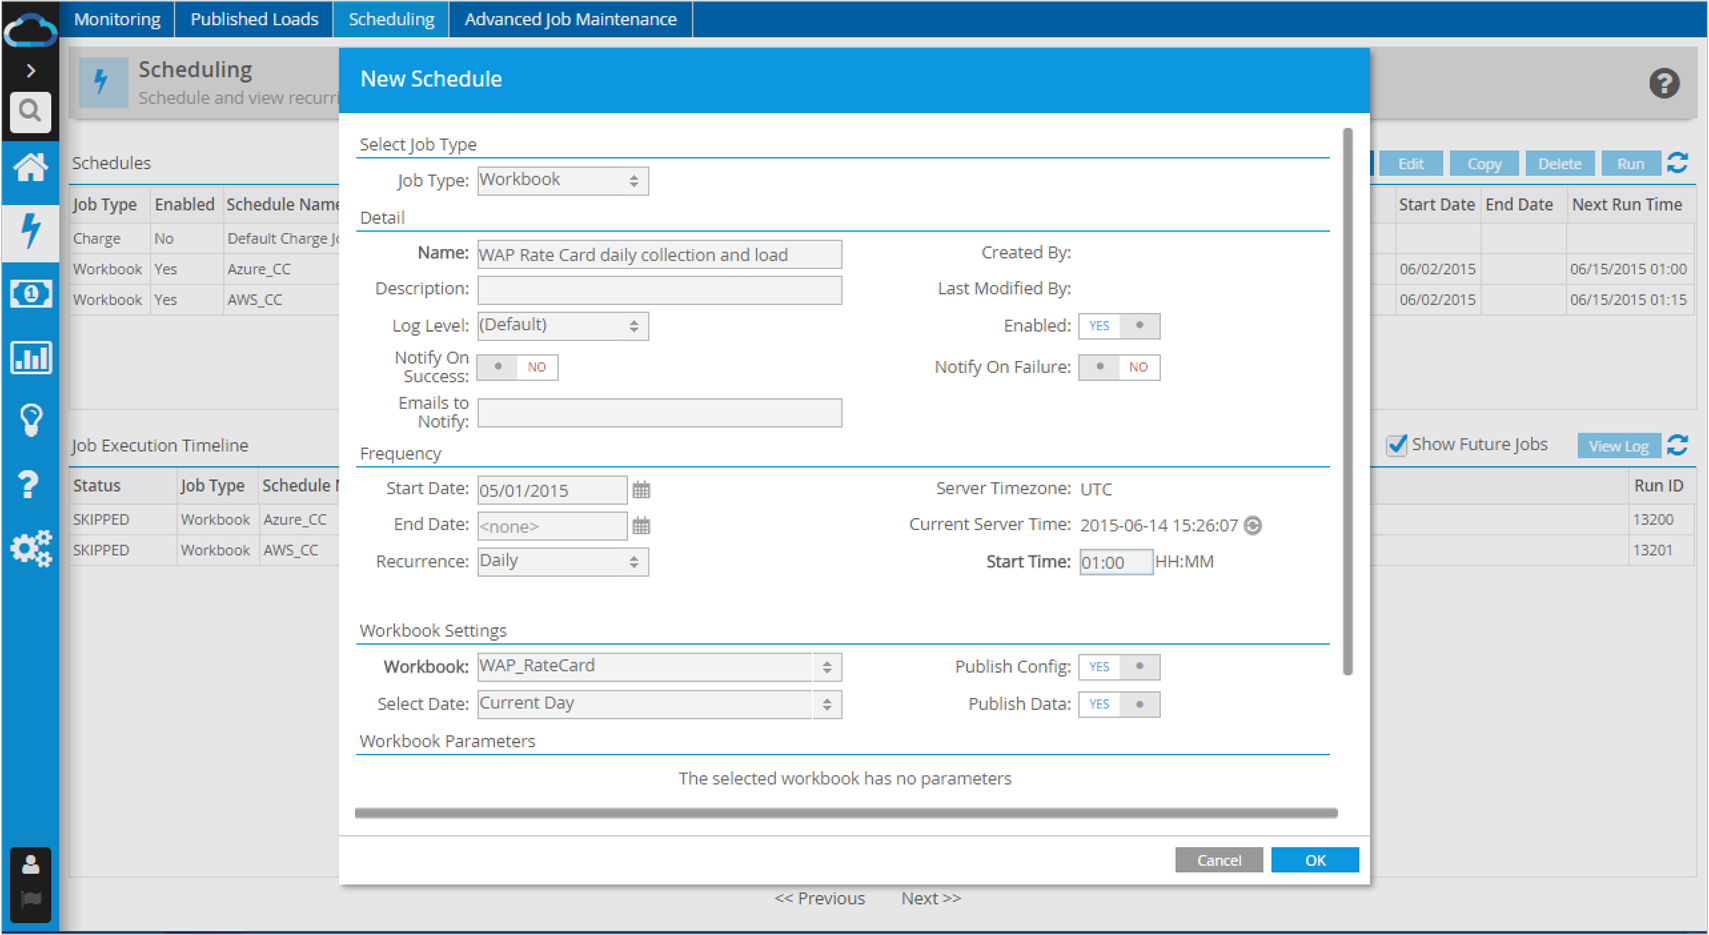 Monitoring Published Loads Scheduling Advanced Job Maintenance
Scheduling
Schedule and view recurri
New Schedule
Select Job Type
Job Type: Workbook
Detail
Name: WAP Rate Card daily collection and load Created By:
Description: Last Modified By:
Log Level: (Default) Enabled: YES
Notify On
Success: NO Notify On Failure: NO
Emails to
Notify:
Frequency
Start Date: 05/01/2015 Server Timezone: UTC
End Date: <none> Current Server Time: 2015-06-14 15:26:07
Recurrence: Daily Start Time: 01:00 HH:MM
Workbook Settings
Workbook: WAP_RateCard Publish Config: YES
Select Date: Current Day Publish Data: YES
Workbook Parameters
The selected workbook has no parameters
Cancel OK
Schedules Edit Copy Delete Run
Job Type Enabled Schedule Name Start Date End Date Next Run Time
Charge No Default Charge Jo
Workbook Yes Azure_CC 06/02/2015 06/15/2015 01:00
Workbook Yes AWS_CC 06/02/2015 06/15/2015 01:15
Job Execution Timeline Show Future Jobs View Log
Status Job Type Schedule N Run ID
SKIPPED Workbook Azure_CC 13200
SKIPPED Workbook AWS_CC 13201
<< Previous Next >>